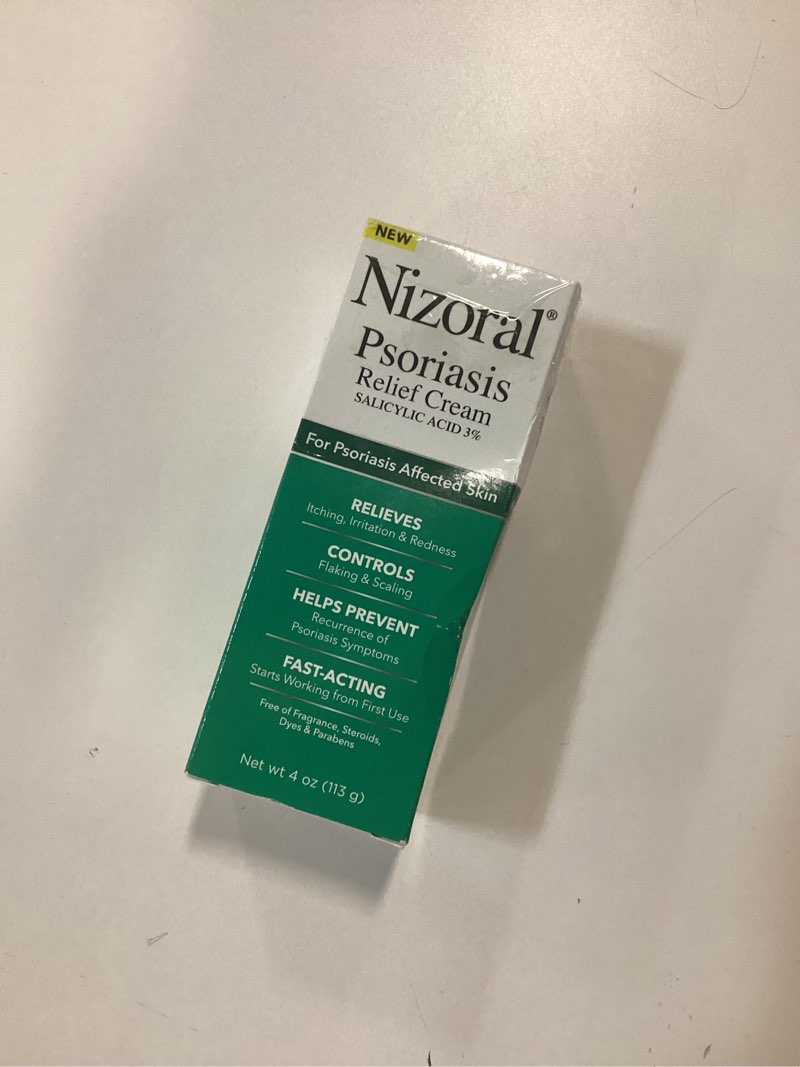 NEW
Nizoral®
Psoriasis
Relief Cream
SALICYLIC ACID 3%
For Psoriasis Affected Skin
RELIEVES
Itching, Irritation & Redness
CONTROLS
Flaking & Scaling
HELPS PREVENT
Recurrence of
Psoriasis Symptoms
FAST-ACTING
Starts Working from First Use
Free of Fragrance, Steroids,
Dyes & Parabens
Net wt 4 oz (113 g)